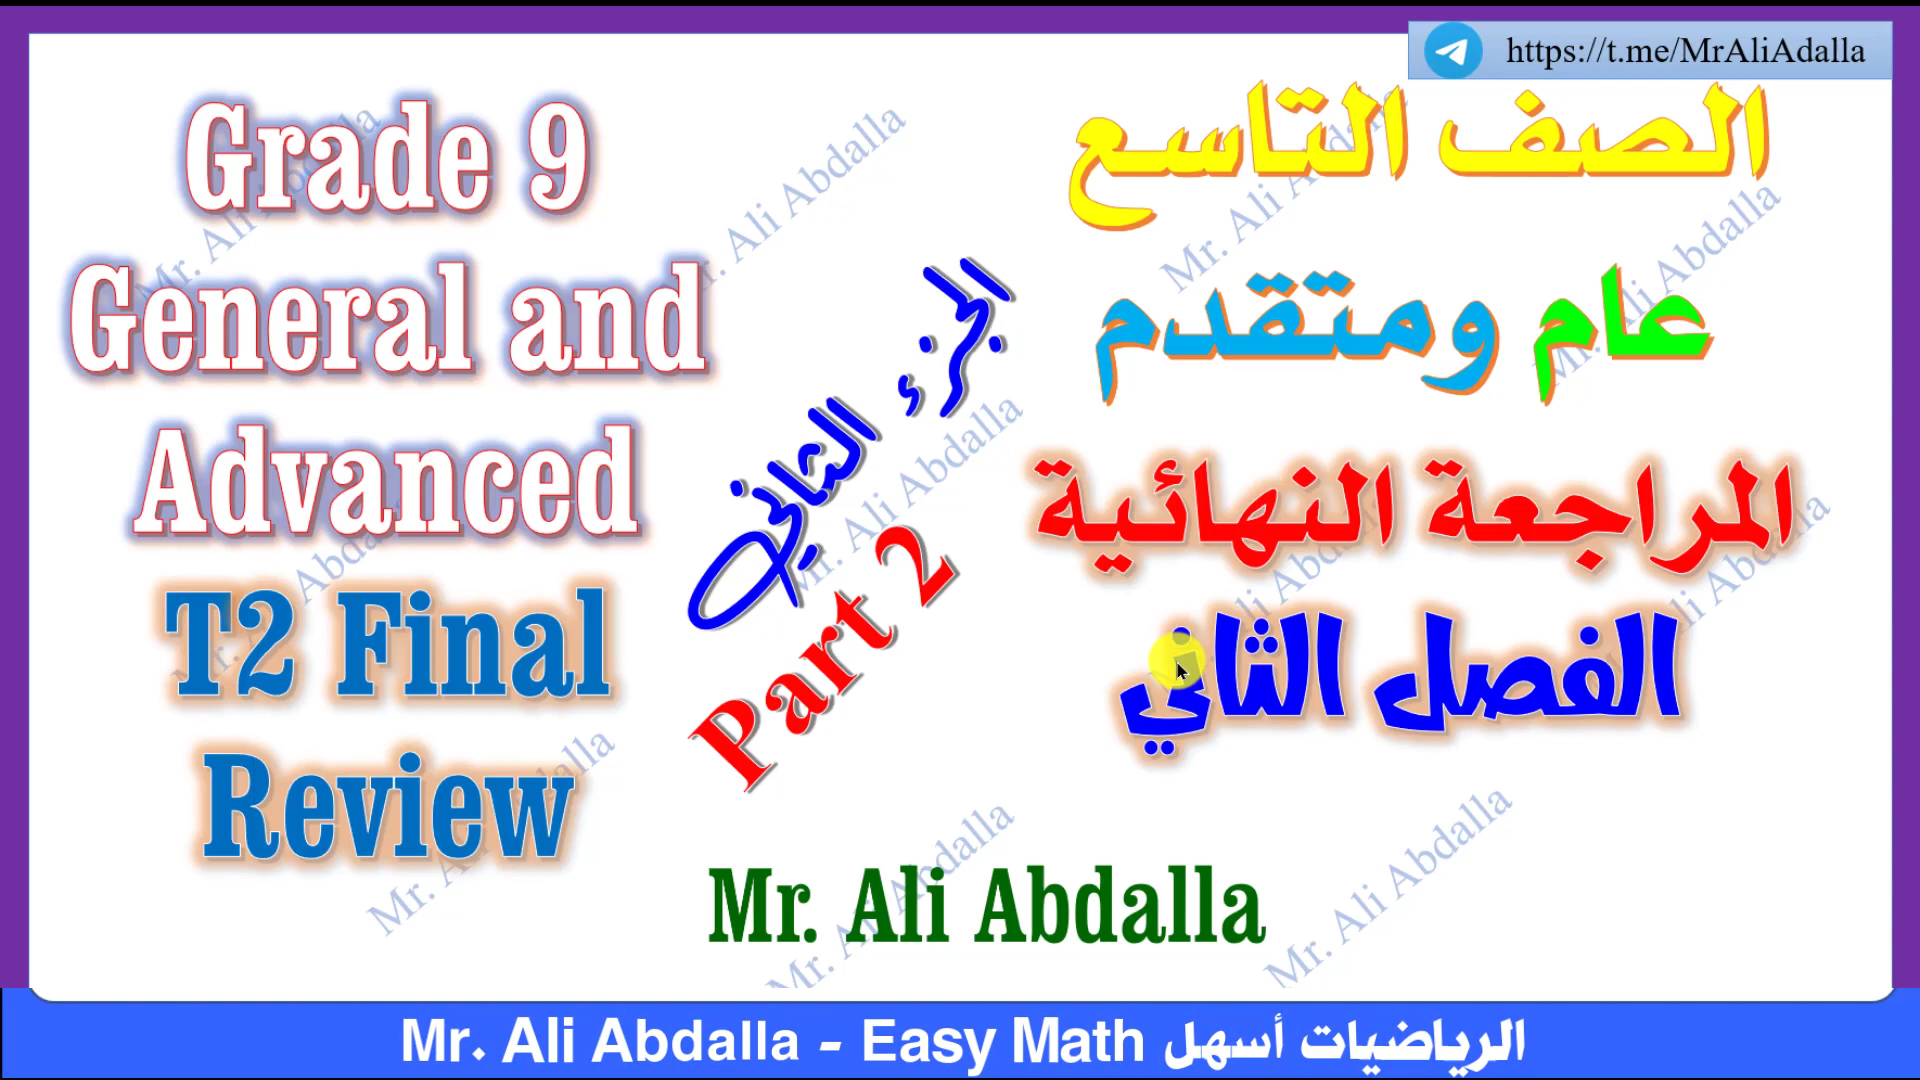 https://t.me/MrAliAdalla
Grade 9
General and
Advanced
T2 Final
Review
الجزء الثاني
Part 2
الصف التاسع
عام ومتقدم
المراجعة النهائية
الفصل الثاني
Mr. Ali Abdalla
Mr. Ali Abdalla - Easy Math الرياضيات أسهل